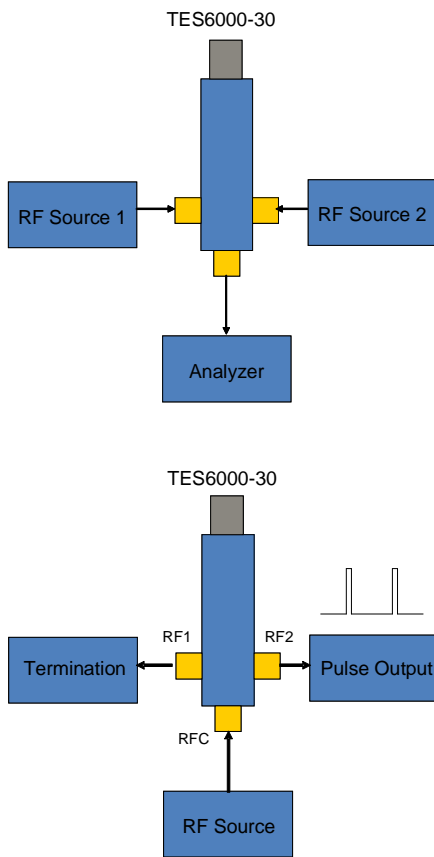 TES6000-30
RF Source 1
RF Source 2
Analyzer
TES6000-30
RF1
RF2
Termination
Pulse Output
RFC
RF Source